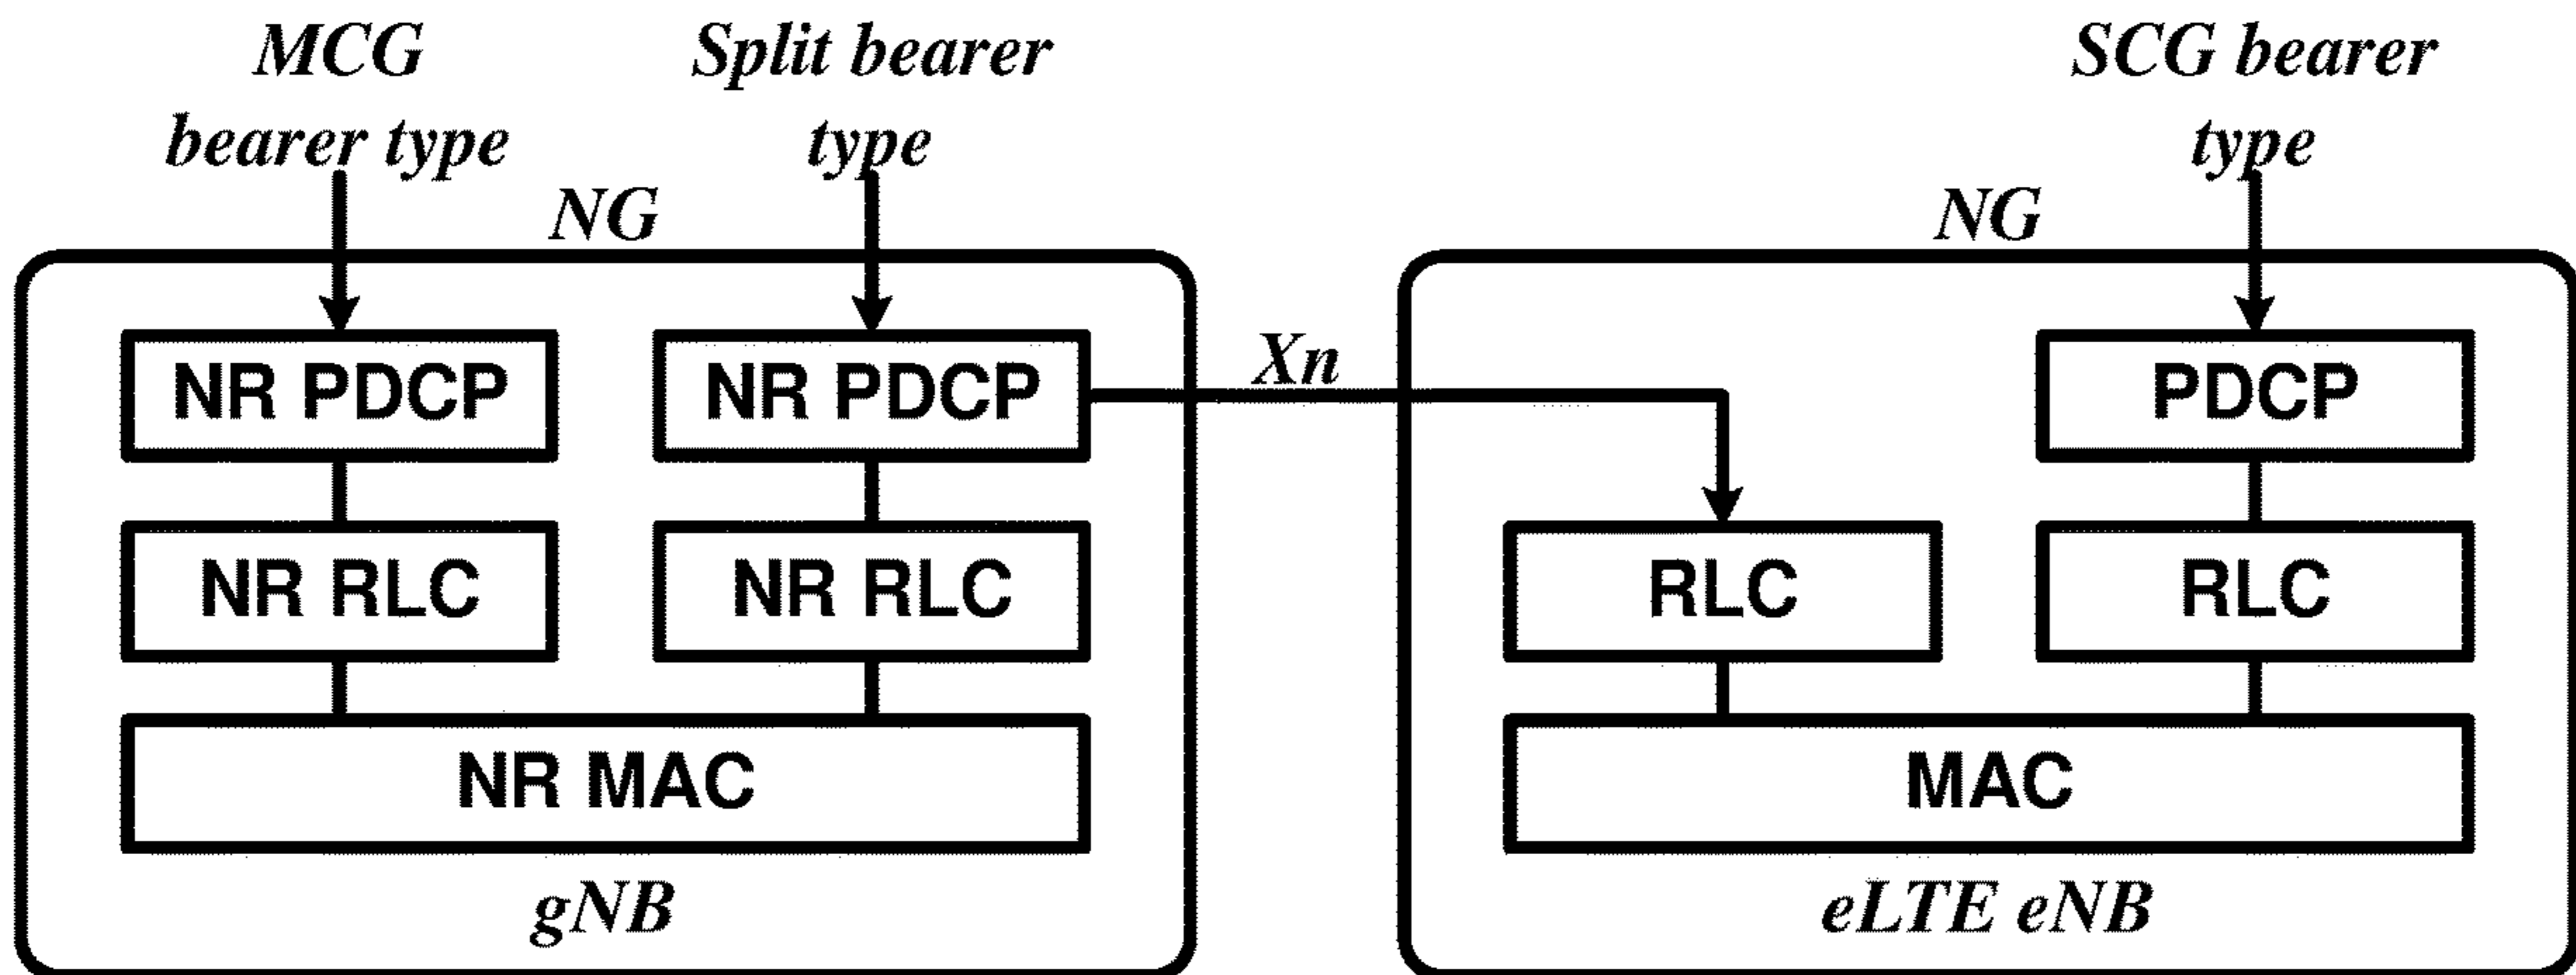 MCG
bearer type
Split bearer
type
SCG bearer
type
NG
NG
Xn
NR PDCP
NR PDCP
PDCP
NR RLC
NR RLC
RLC
RLC
NR MAC
MAC
gNB
eLTE eNB